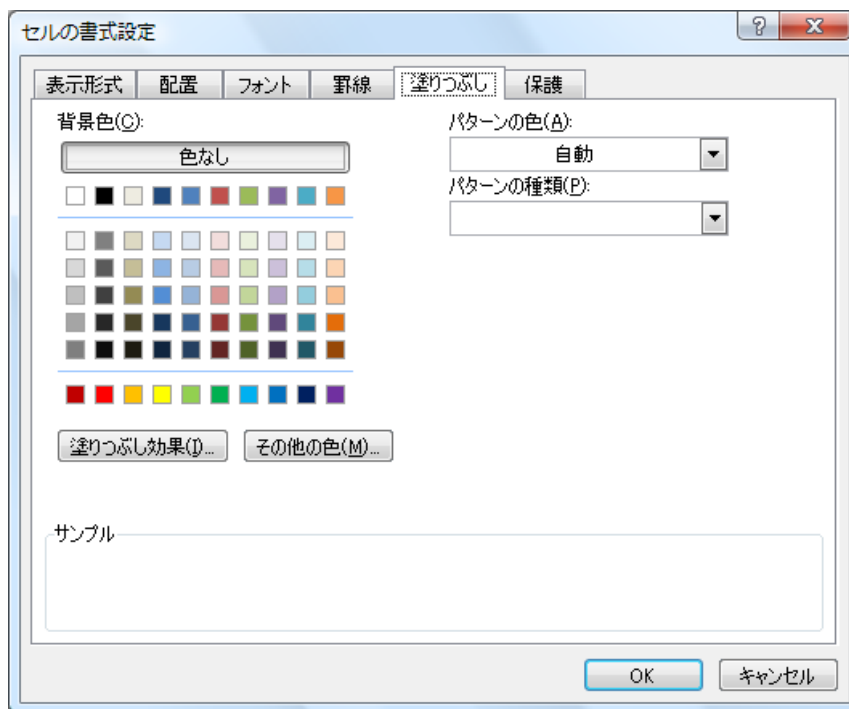 セルの書式設定
表示形式 配置 フォント 罫線 塗りつぶし 保護
背景色(C):
色なし
パターンの色(A):
自動
パターンの種類(P):
塗りつぶし効果(I)... その他の色(M)...
サンプル
OK キャンセル